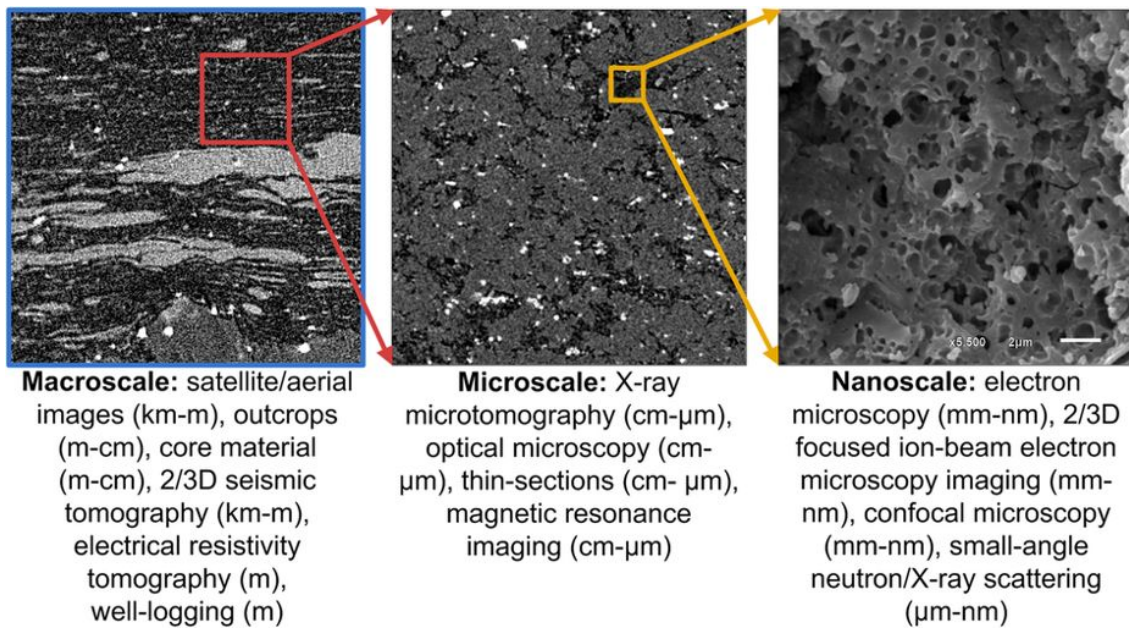 x5,500 2μm
Macroscale: satellite/aerial
images (km-m), outcrops
(m-cm), core material
(m-cm), 2/3D seismic
tomography (km-m),
electrical resistivity
tomography (m),
well-logging (m)
Microscale: X-ray
microtomography (cm-μm),
optical microscopy (cm-
μm), thin-sections (cm- μm),
magnetic resonance
imaging (cm-μm)
Nanoscale: electron
microscopy (mm-nm), 2/3D
focused ion-beam electron
microscopy imaging (mm-
nm), confocal microscopy
(mm-nm), small-angle
neutron/X-ray scattering
(μm-nm)